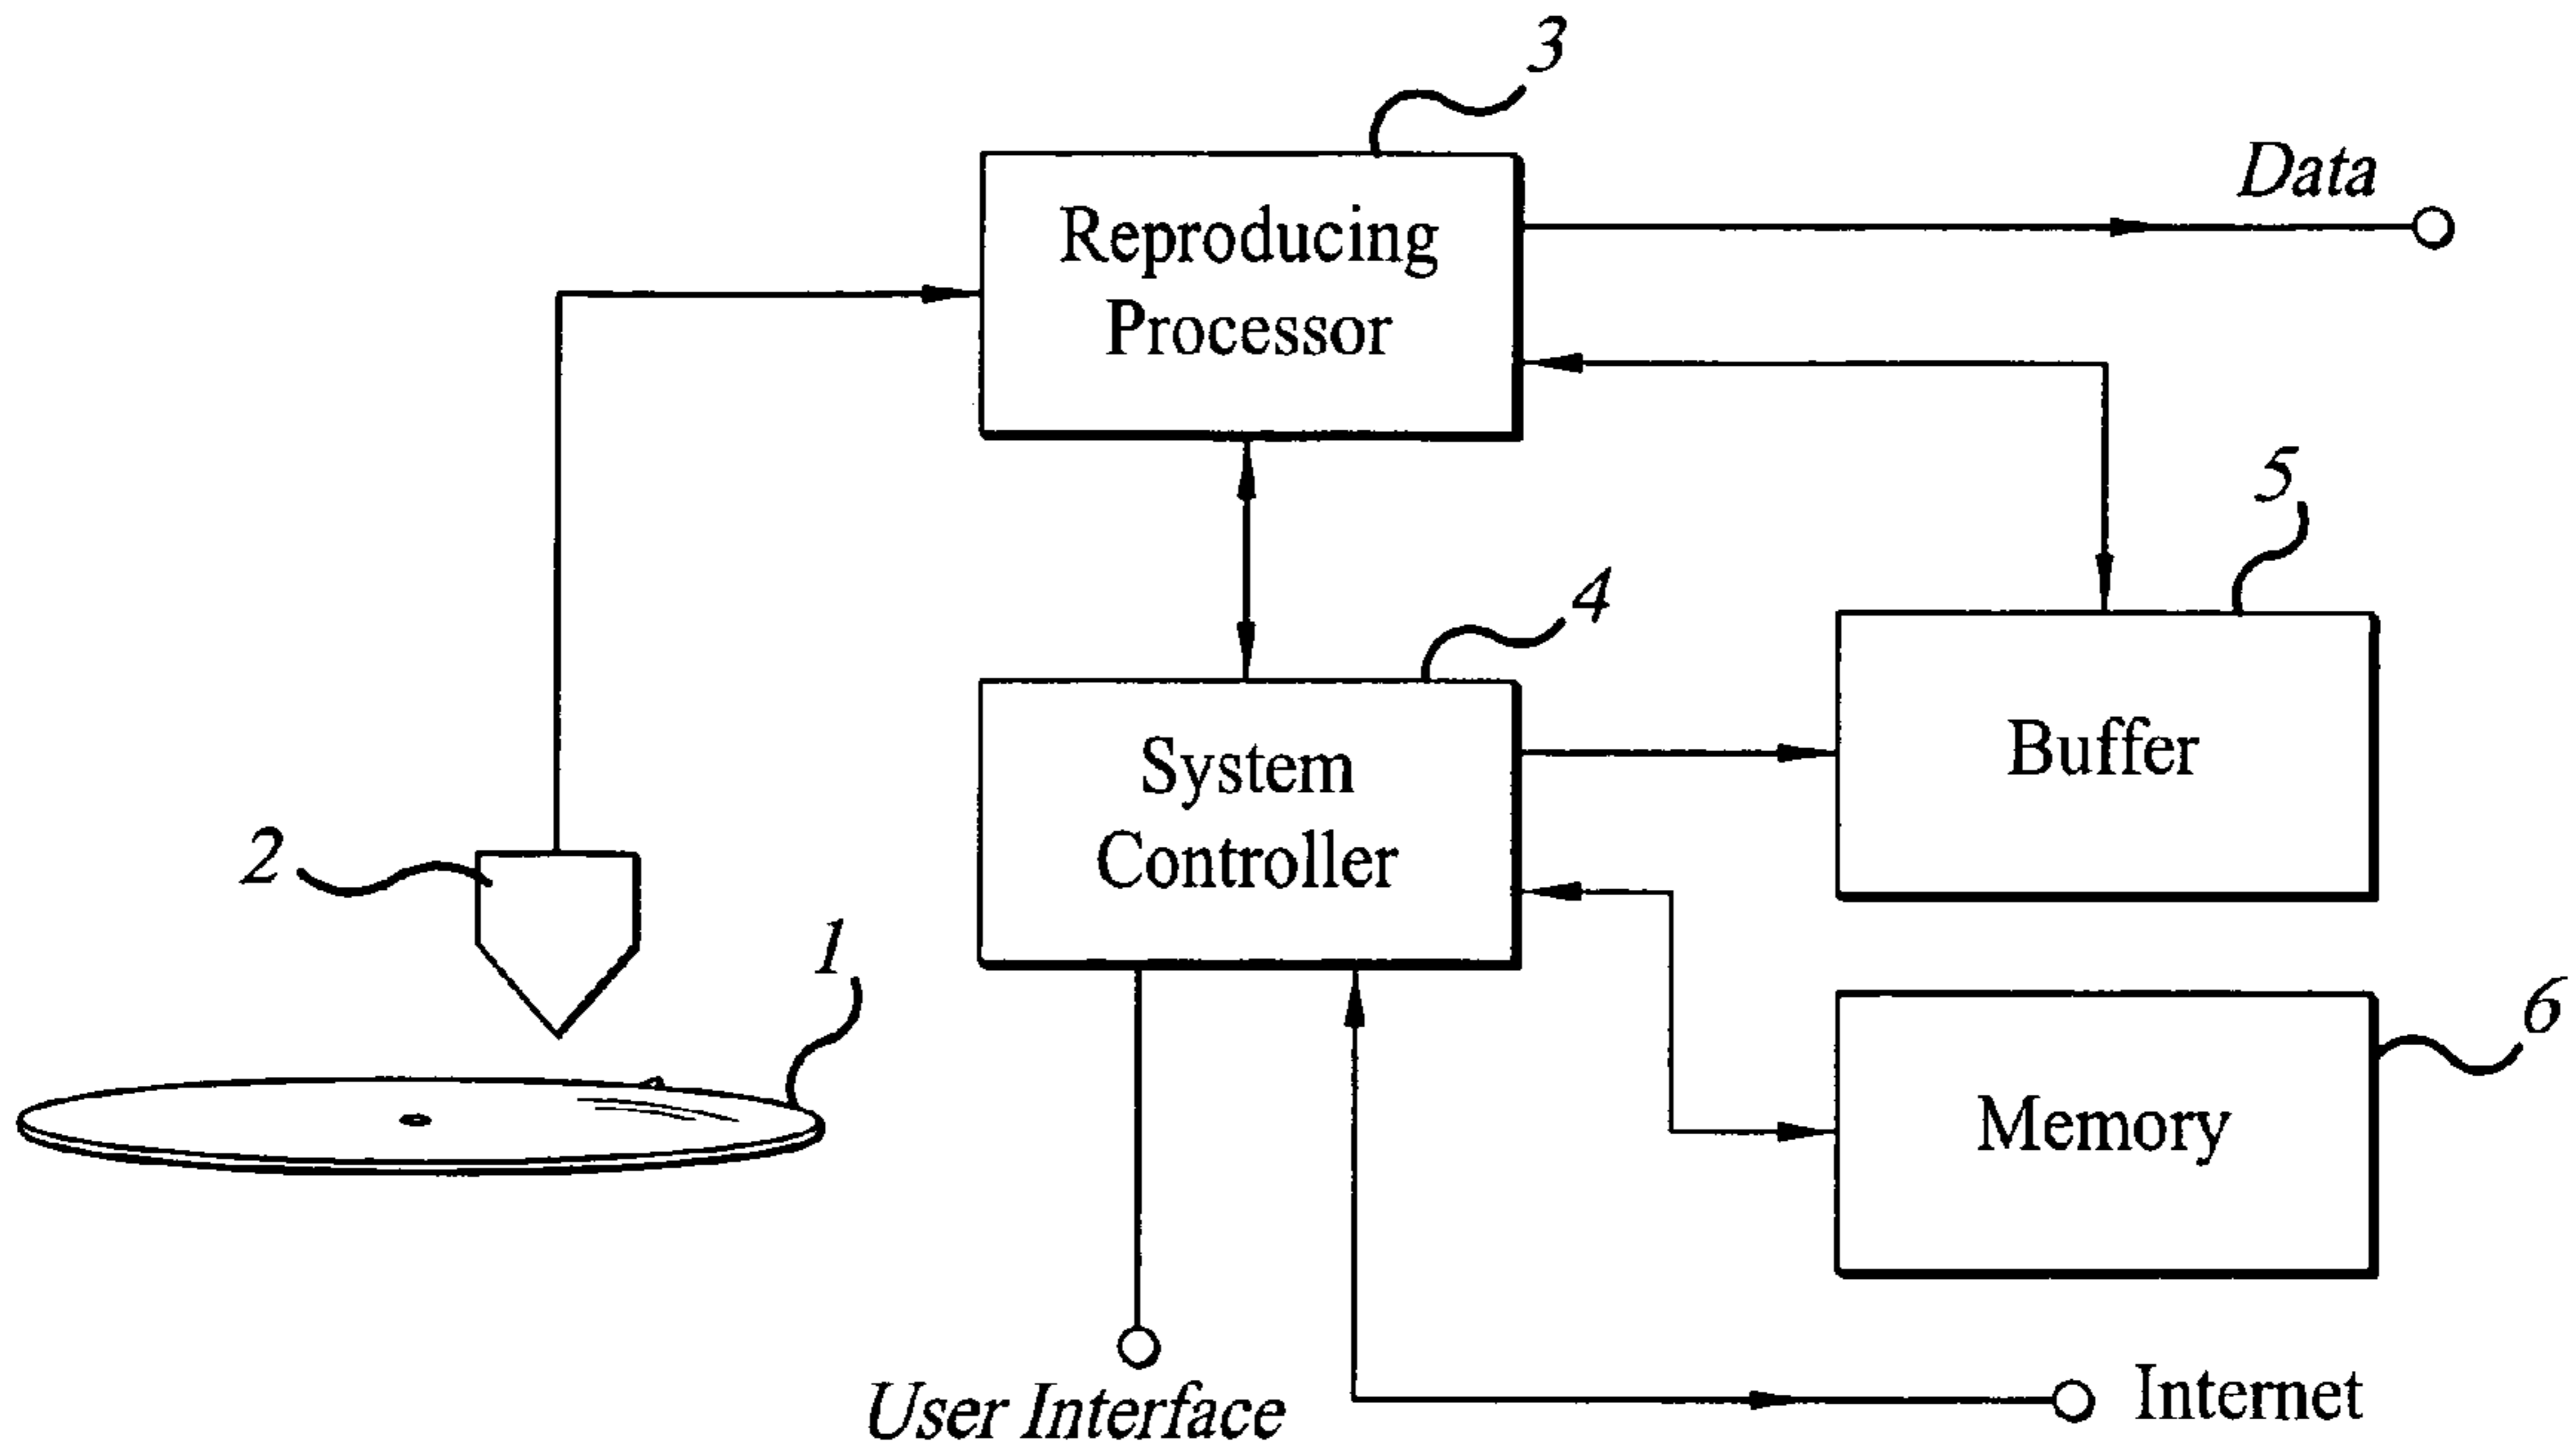 3
Data
Reproducing
Processor
5
4
System
Controller
Buffer
2
1
6
Memory
User Interface
Internet